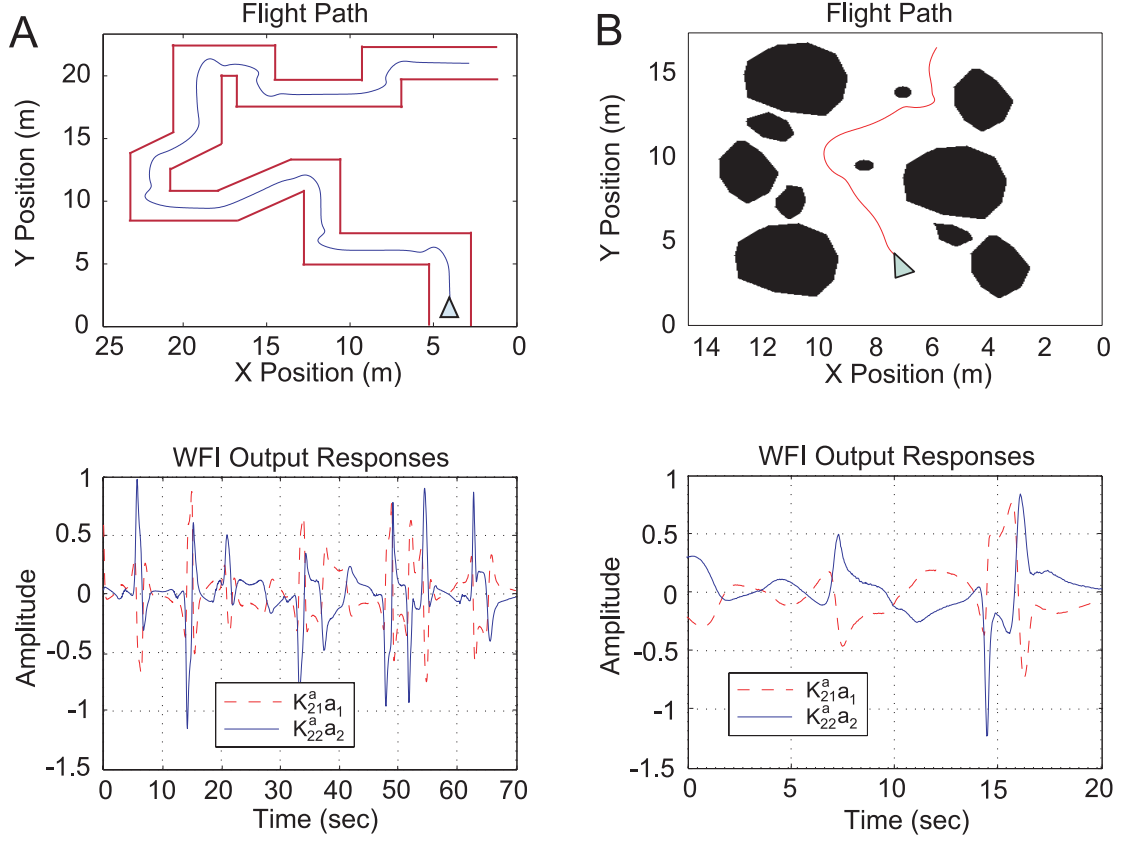 A
Flight Path
Y Position (m)
20
15
10
5
0
25 20 15 10 5 0
X Position (m)
B
Flight Path
Y Position (m)
15
10
5
0
14 12 10 8 6 4 2 0
X Position (m)
WFI Output Responses
Amplitude
1
0.5
0
-0.5
-1
-1.5
K^a_21 a_1
K^a_22 a_2
0 10 20 30 40 50 60 70
Time (sec)
WFI Output Responses
Amplitude
1
0.5
0
-0.5
-1
-1.5
K^a_21 a_1
K^a_22 a_2
0 5 10 15 20
Time (sec)